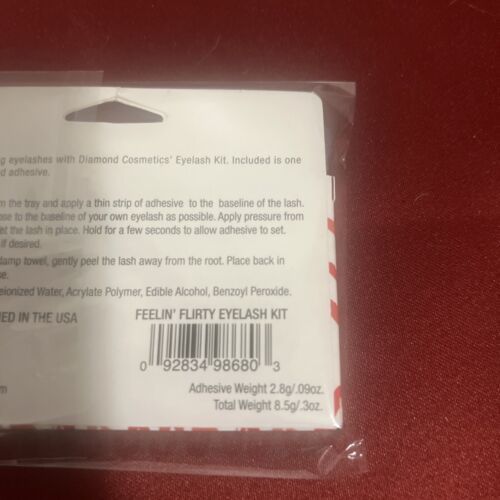 g eyelashes with Diamond Cosmetics' Eyelash Kit. Included is one
d adhesive.
m the tray and apply a thin strip of adhesive to the baseline of the lash.
ose to the baseline of your own eyelash as possible. Apply pressure from
et the lash in place. Hold for a few seconds to allow adhesive to set.
if desired.
damp towel, gently peel the lash away from the root. Place back in
se.
eionized Water, Acrylate Polymer, Edible Alcohol, Benzoyl Peroxide.
NED IN THE USA
FEELIN' FLIRTY EYELASH KIT
0 92834 98680 3
m
Adhesive Weight 2.8g/.09oz.
Total Weight 8.5g/.3oz.